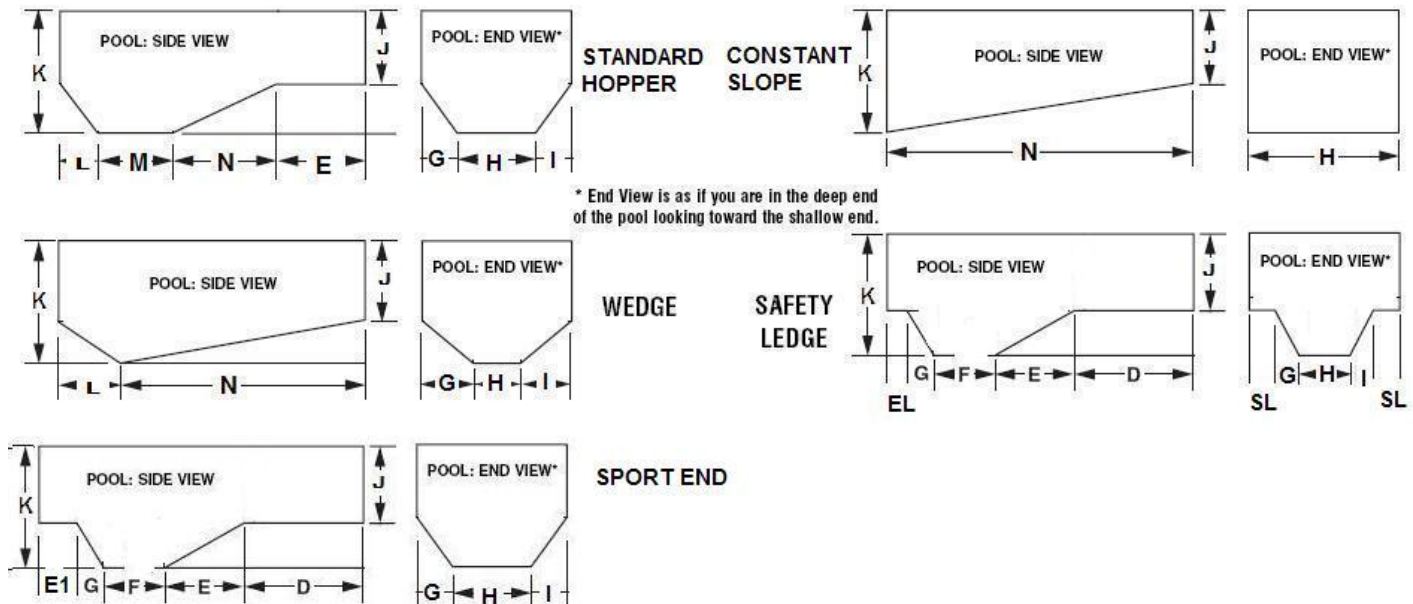 POOL: SIDE VIEW
K
J
L M N E
POOL: END VIEW*
G H I
STANDARD
HOPPER
CONSTANT
SLOPE
POOL: SIDE VIEW
K
J
N
POOL: END VIEW*
H
* End View is as if you are in the deep end
of the pool looking toward the shallow end.
POOL: SIDE VIEW
K
J
L N
POOL: END VIEW*
G H I
WEDGE
SAFETY
LEDGE
POOL: SIDE VIEW
K
J
G F E D
EL
POOL: END VIEW*
G H I
SL SL
POOL: SIDE VIEW
K
J
E1 G F E D
POOL: END VIEW*
G H I
SPORT END